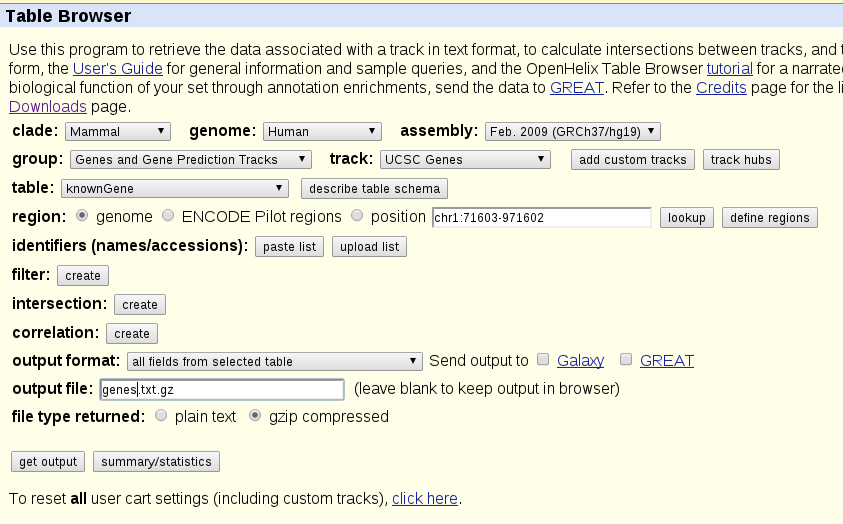 Table Browser
Use this program to retrieve the data associated with a track in text format, to calculate intersections between tracks, and
form, the User's Guide for general information and sample queries, and the OpenHelix Table Browser tutorial for a narrate
biological function of your set through annotation enrichments, send the data to GREAT. Refer to the Credits page for the
Downloads page.
clade: Mammal genome: Human assembly: Feb. 2009 (GRCh37/hg19)
group: Genes and Gene Prediction Tracks track: UCSC Genes add custom tracks track hubs
table: knownGene describe table schema
region: genome ENCODE Pilot regions position chr1:71603-971602 lookup define regions
identifiers (names/accessions): paste list upload list
filter: create
intersection: create
correlation: create
output format: all fields from selected table Send output to Galaxy GREAT
output file: genes.txt.gz (leave blank to keep output in browser)
file type returned: plain text gzip compressed
get output summary/statistics
To reset all user cart settings (including custom tracks), click here.